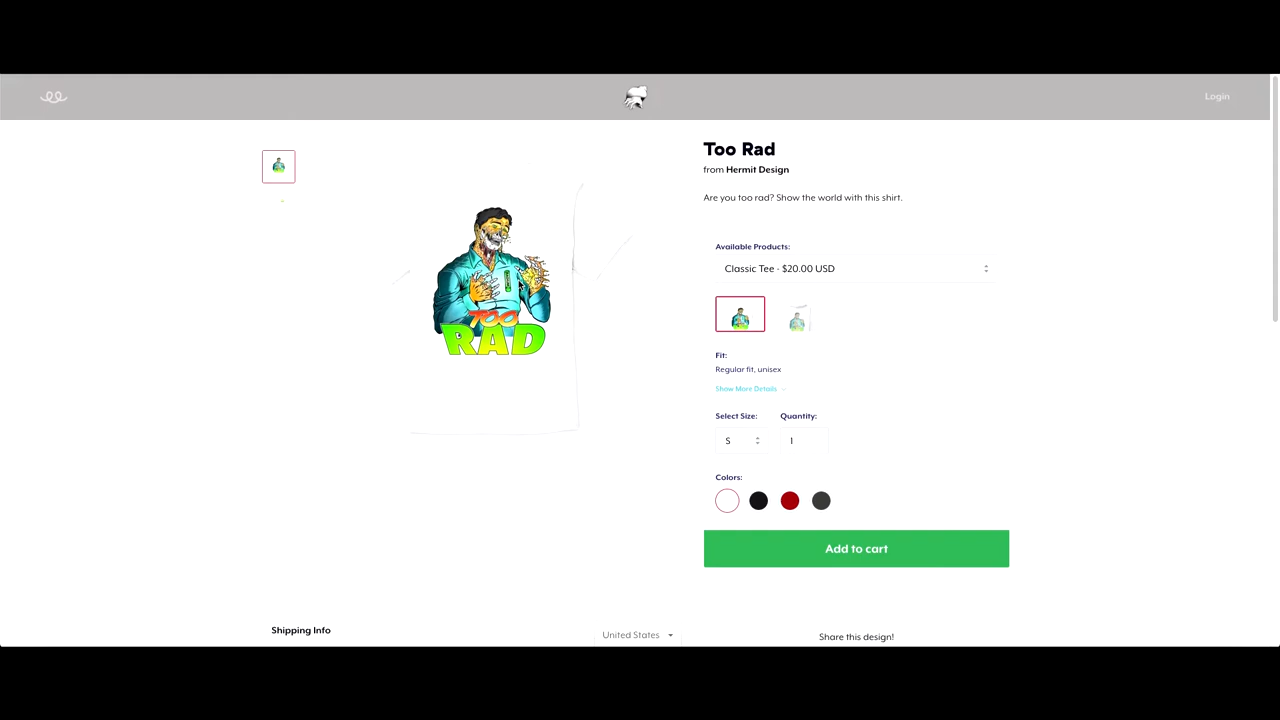 Login
Too Rad
from Hermit Design
Are you too rad? Show the world with this shirt.
TOO
RAD
Available Products:
Classic Tee - $20.00 USD
Fit:
Regular fit, unisex
Show More Details
Select Size:
Quantity:
S
1
Colors:
Add to cart
Shipping Info
United States
Share this design!